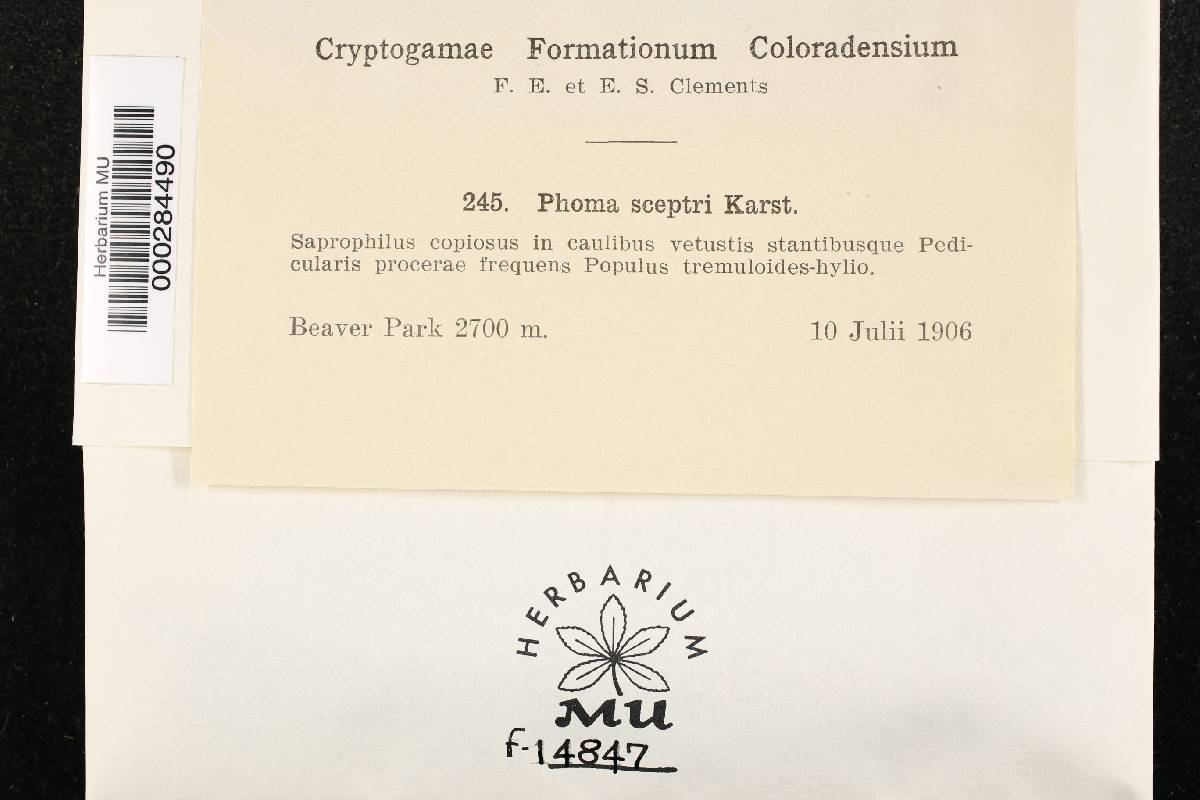 Cryptogamae Formationum Coloradensium
F. E. et E. S. Clements
245. Phoma sceptri Karst.
Saprophilus copiosus in caulibus vetustis stantibusque Pedi-
cularis procerae frequens Populus tremuloides-hylio.
Beaver Park 2700 m. 10 Julii 1906
Herbarium MU
000284490
HERBARIUM
MU
f-14847